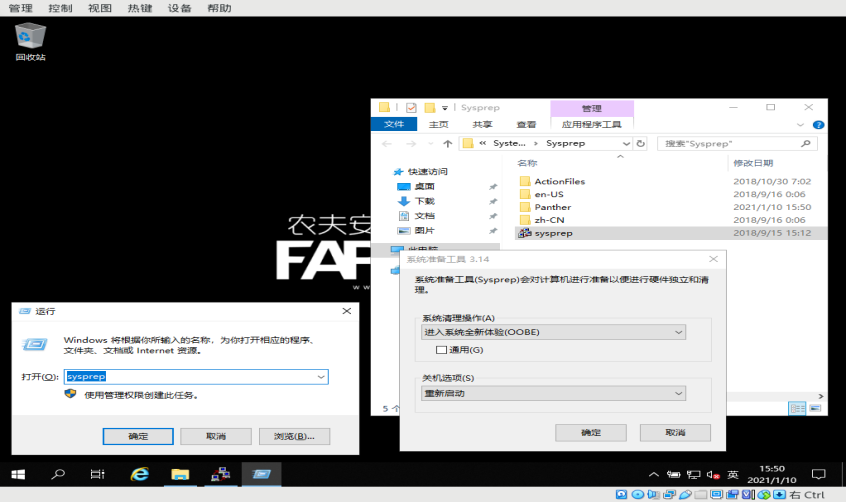 管理 控制 视图 热键 设备 帮助
回收站
农夫安
FAF
w w
Sysprep
管理
文件 主页 共享 查看 应用程序工具
« Syste... › Sysprep
搜索"Sysprep"
名称 修改日期
快速访问
桌面
下载
文档
图片
此电脑
ActionFiles 2018/10/30 7:02
en-US 2018/9/16 0:06
Panther 2021/1/10 15:50
zh-CN 2018/9/16 0:06
sysprep 2018/9/15 15:12
5 个
系统准备工具 3.14
系统准备工具(Sysprep)会对计算机进行准备以便进行硬件独立和清
理。
系统清理操作(A)
进入系统全新体验(OOBE)
通用(G)
关机选项(S)
重新启动
确定 取消
运行
Windows 将根据你所输入的名称，为你打开相应的程序、
文件夹、文档或 Internet 资源。
打开(O): sysprep
使用管理权限创建此任务。
确定 取消 浏览(B)...
英
15:50
2021/1/10
右 Ctrl